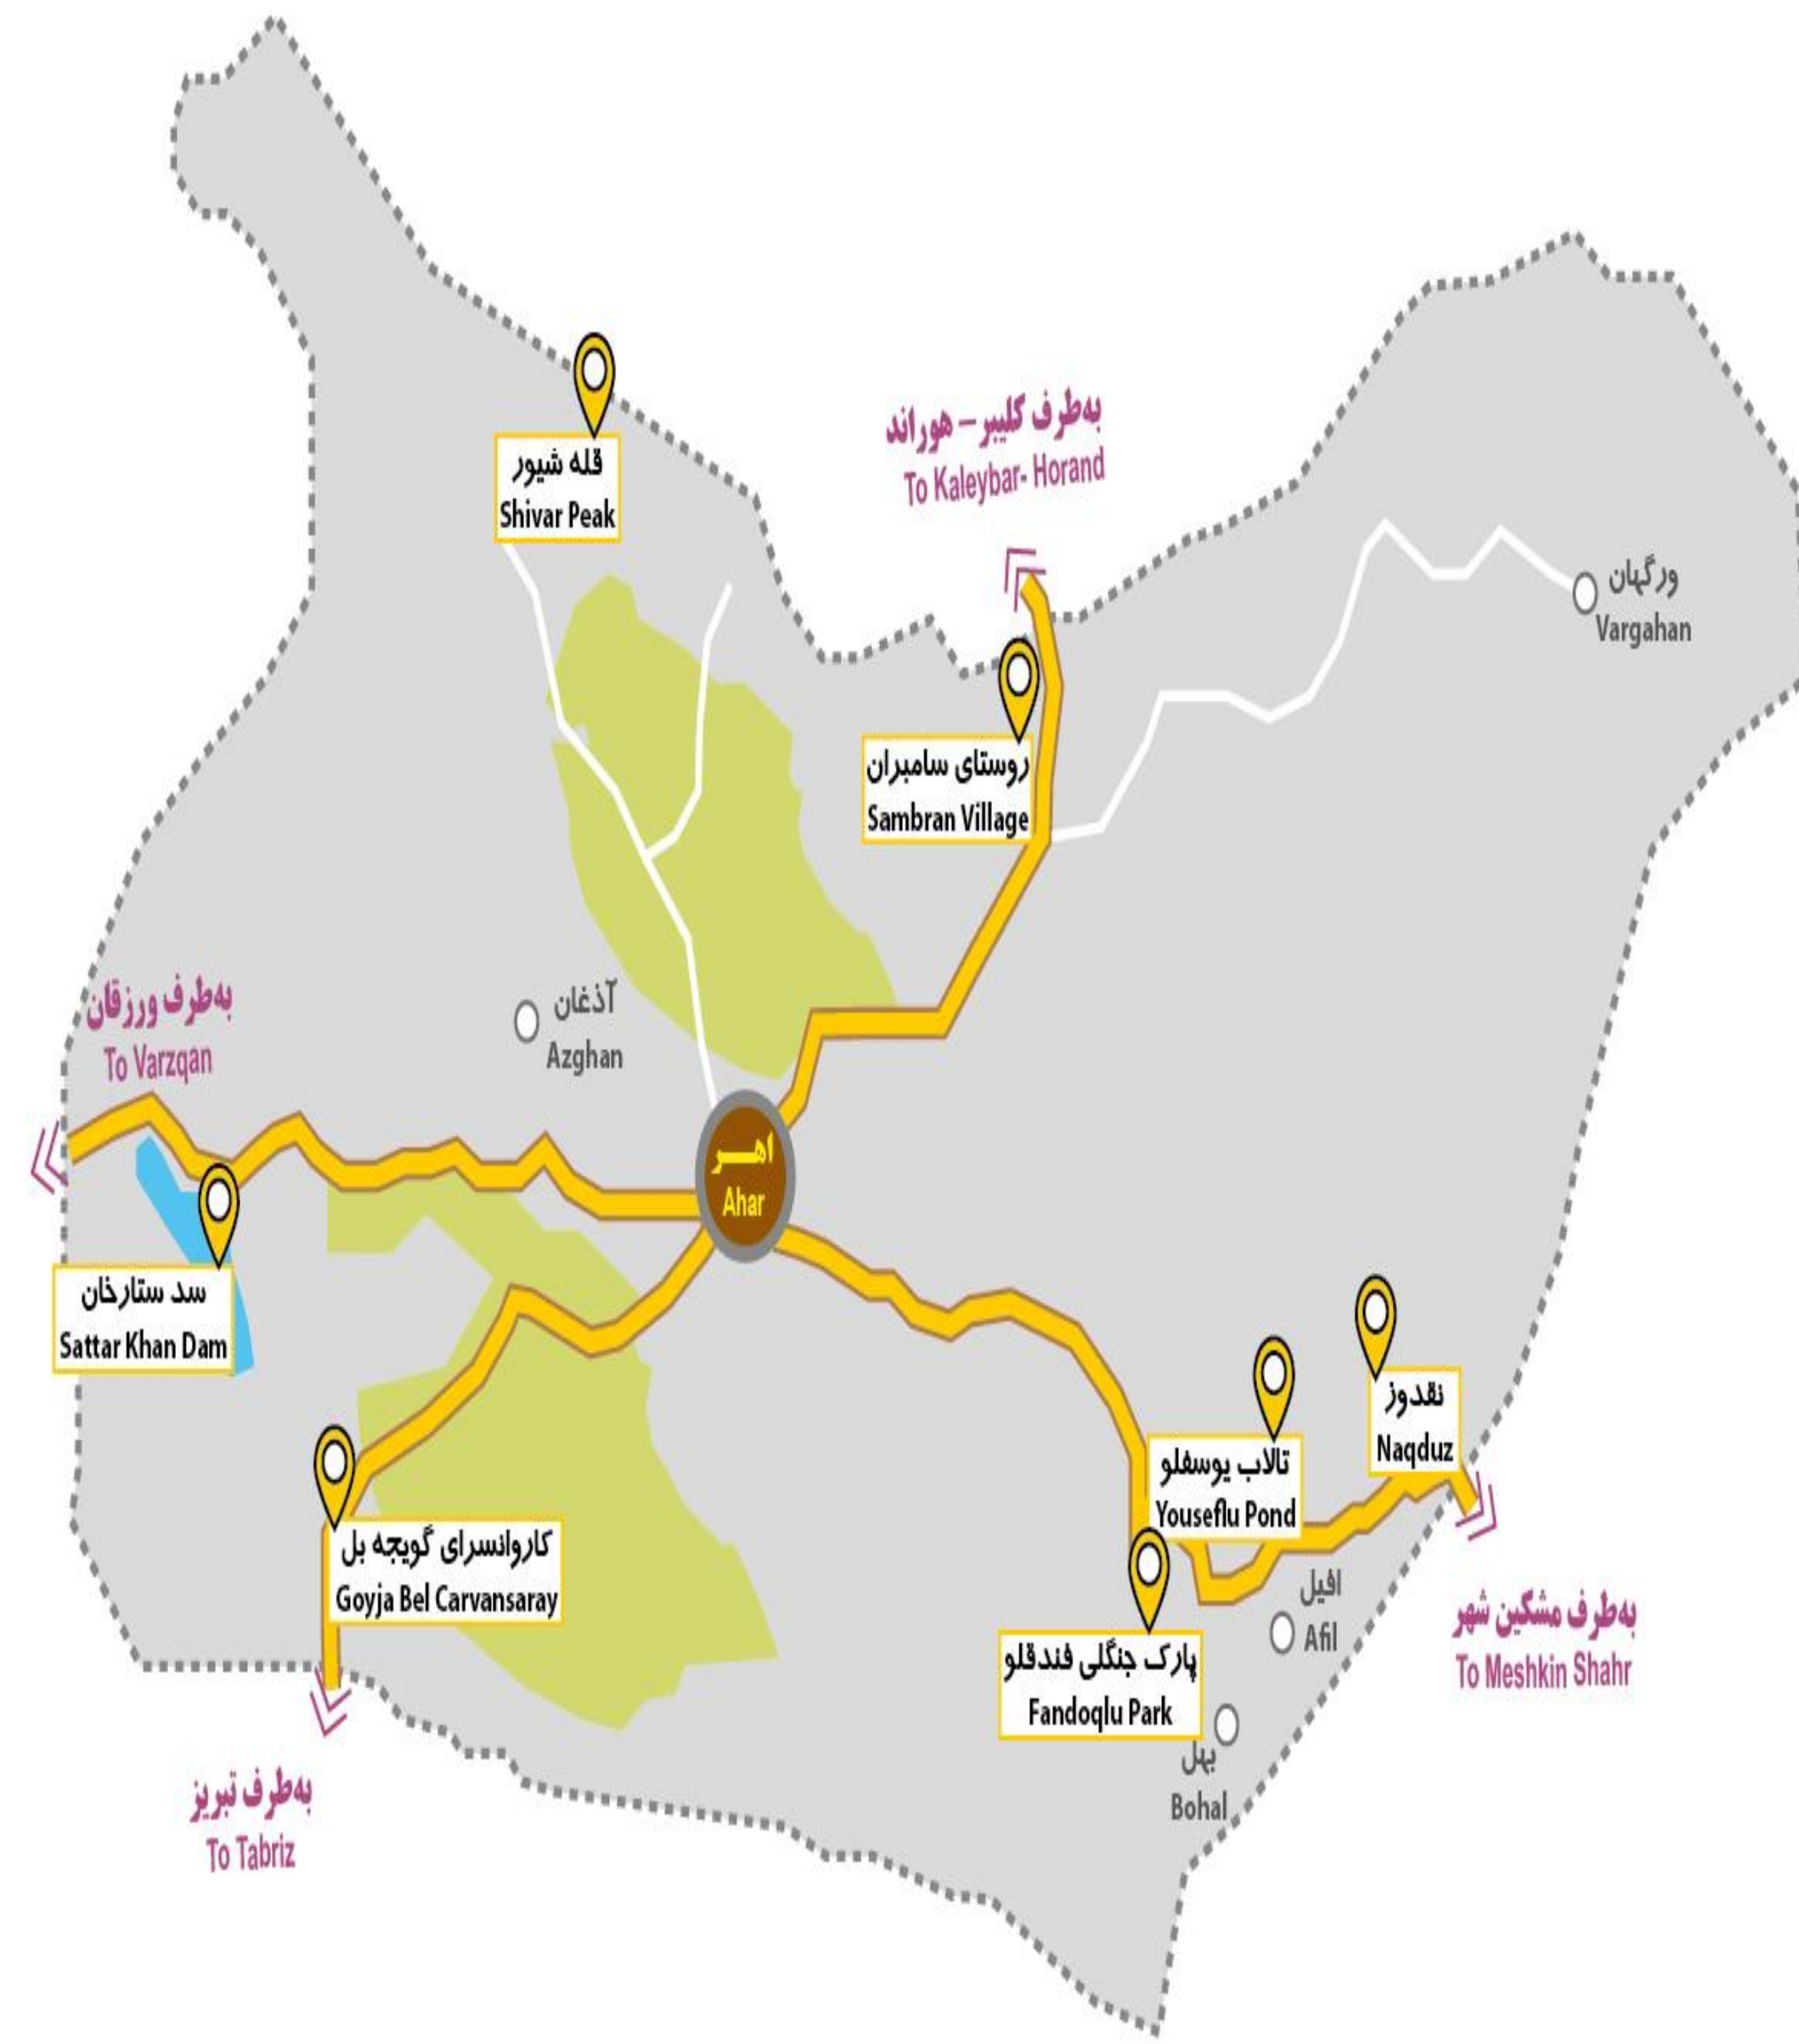 قله شیور
Shivar Peak
به‌طرف کلیبر – هوراند
To Kaleybar- Horand
ورگهان
Vargahan
روستای سامبران
Sambran Village
به‌طرف ورزقان
To Varzqan
آذغان
Azghan
اهـــر
Ahar
سد ستارخان
Sattar Khan Dam
نقدوز
Naqduz
تالاب یوسفلو
Youseflu Pond
کاروانسرای گویجه بل
Goyja Bel Carvansaray
افیل
Afil
به‌طرف مشکین شهر
To Meshkin Shahr
پارک جنگلی فندقلو
Fandoqlu Park
بهل
Bohal
به‌طرف تبریز
To Tabriz